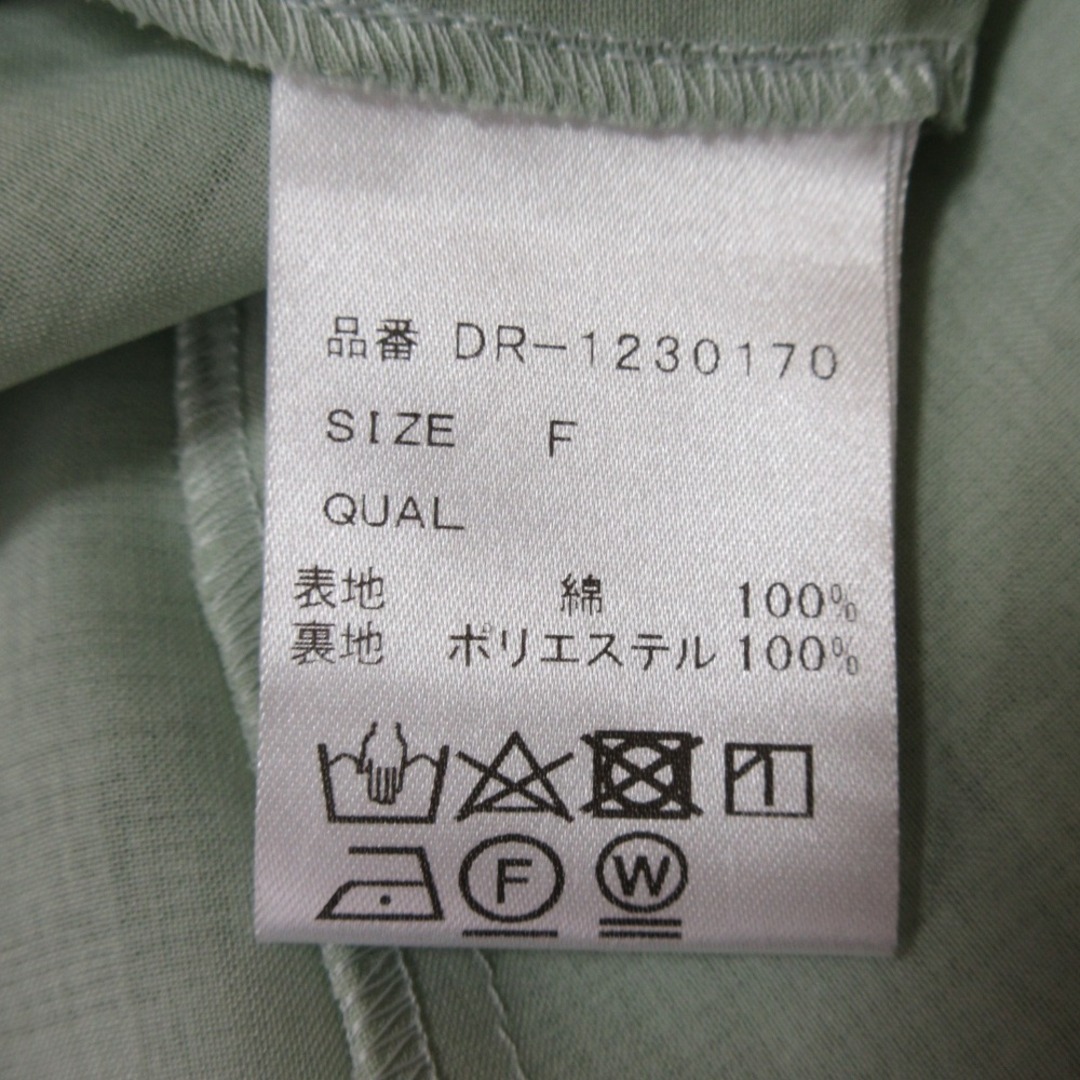 品番 DR-1230170
SIZE F
QUAL
表地 綿 100%
裏地 ポリエステル 100%
F W